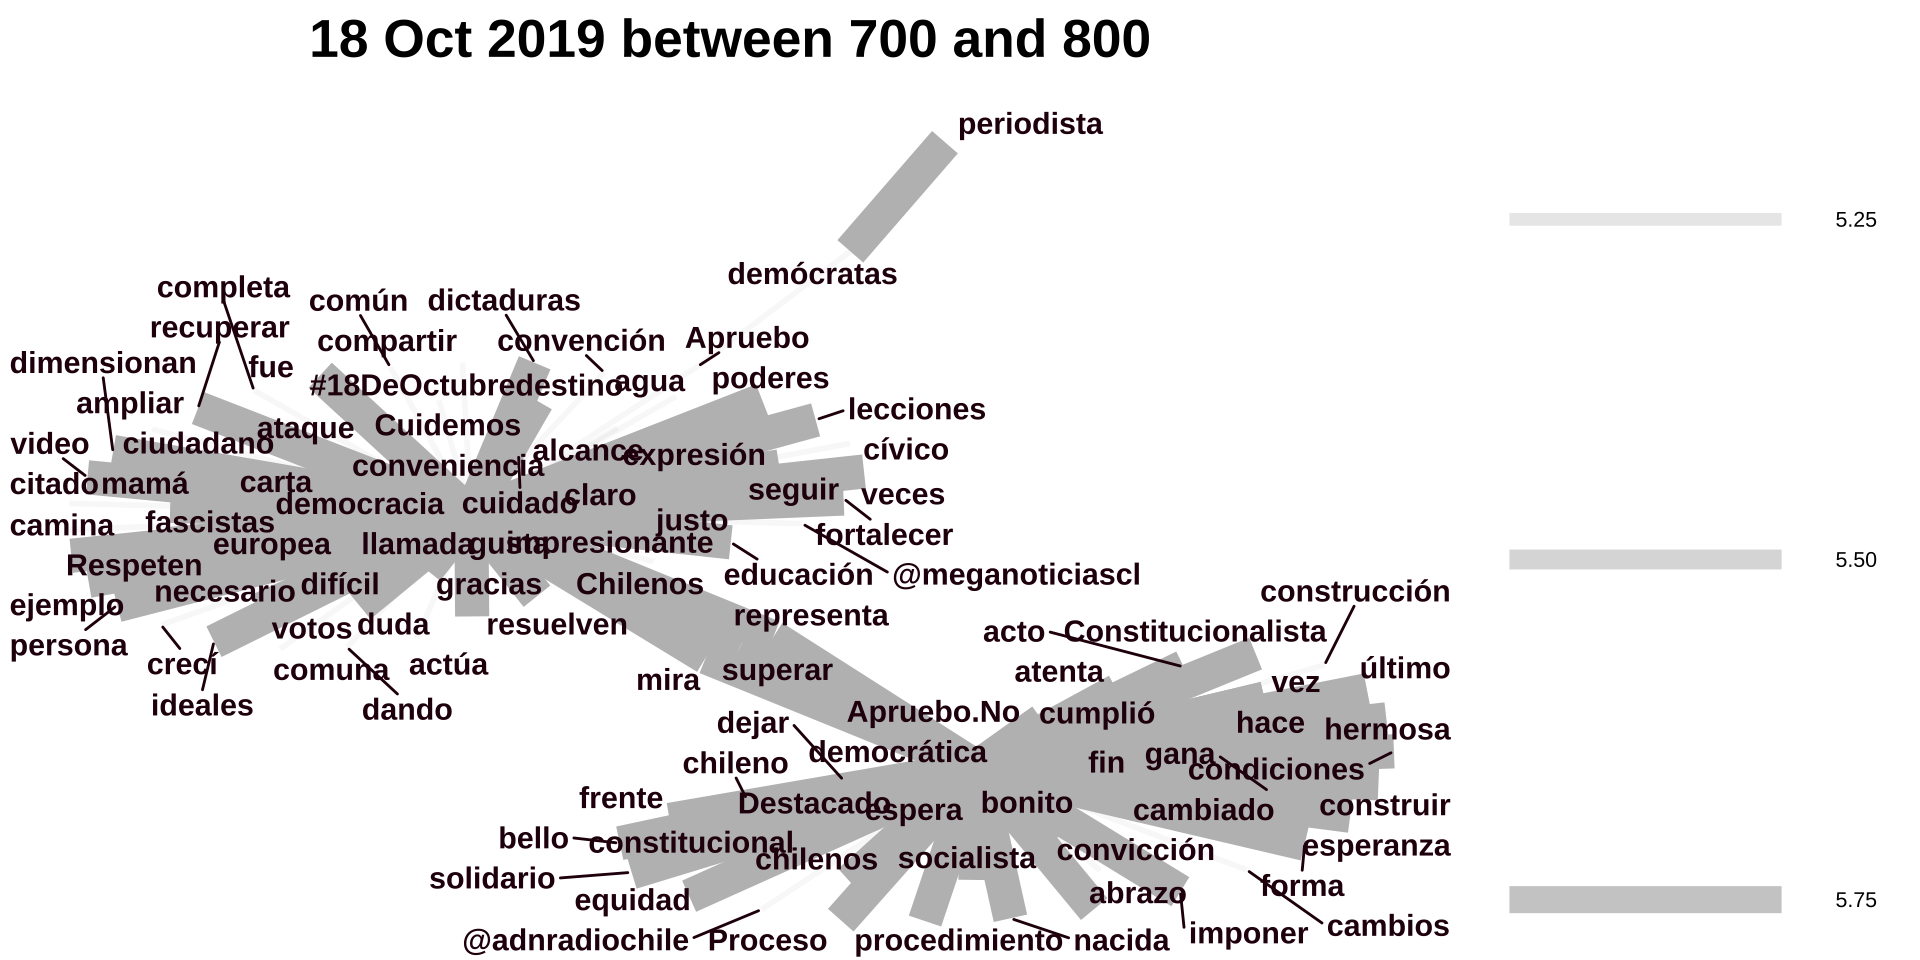 18 Oct 2019 between 700 and 800
periodista
5.25
demócratas
completa
común dictaduras
recuperar compartir convención Apruebo
dimensionan fue
#18DeOctubredestino agua poderes
ampliar lecciones
ciudadano ataque Cuidemos
video alcance expresión cívico
conveniencia
citado mamá carta seguir veces
democracia cuidado claro
camina fascistas justo fortalecer
europea llamada gusta impresionante
5.50
Respeten educación @meganoticiascl
necesario difícil gracias Chilenos construcción
ejemplo representa
votos duda resuelven acto Constitucionalista
persona
crecí comuna actúa mira superar atenta vez último
ideales dando Apruebo.No cumplió
dejar hace hermosa
democrática fin gana
chileno condiciones
frente Destacado espera bonito cambiado construir
bello constitucional esperanza
chilenos socialista convicción
solidario forma
equidad abrazo 5.75
@adnradiochile Proceso procedimiento nacida imponer cambios